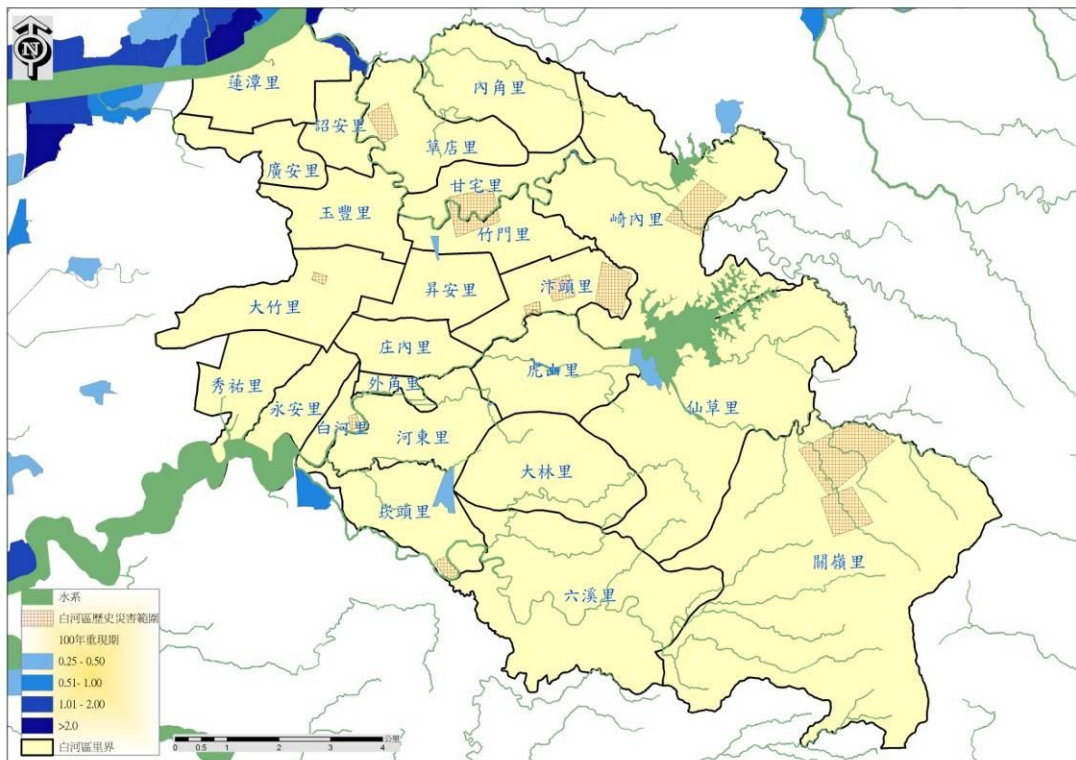 N
蓮潭里
內角里
詔安里
草店里
廣安里
甘宅里
玉豐里
崎內里
竹門里
汴頭里
昇安里
大竹里
庄內里
虎山里
外角里
秀祐里
永安里
仙草里
白河里
河東里
大林里
崁頭里
關嶺里
六溪里
水系
白河區歷史災害範圍
100年重現期
0.25 - 0.50
0.51- 1.00
1.01 - 2.00
>2.0
白河區里界
0 0.5 1 2 3 4
公里